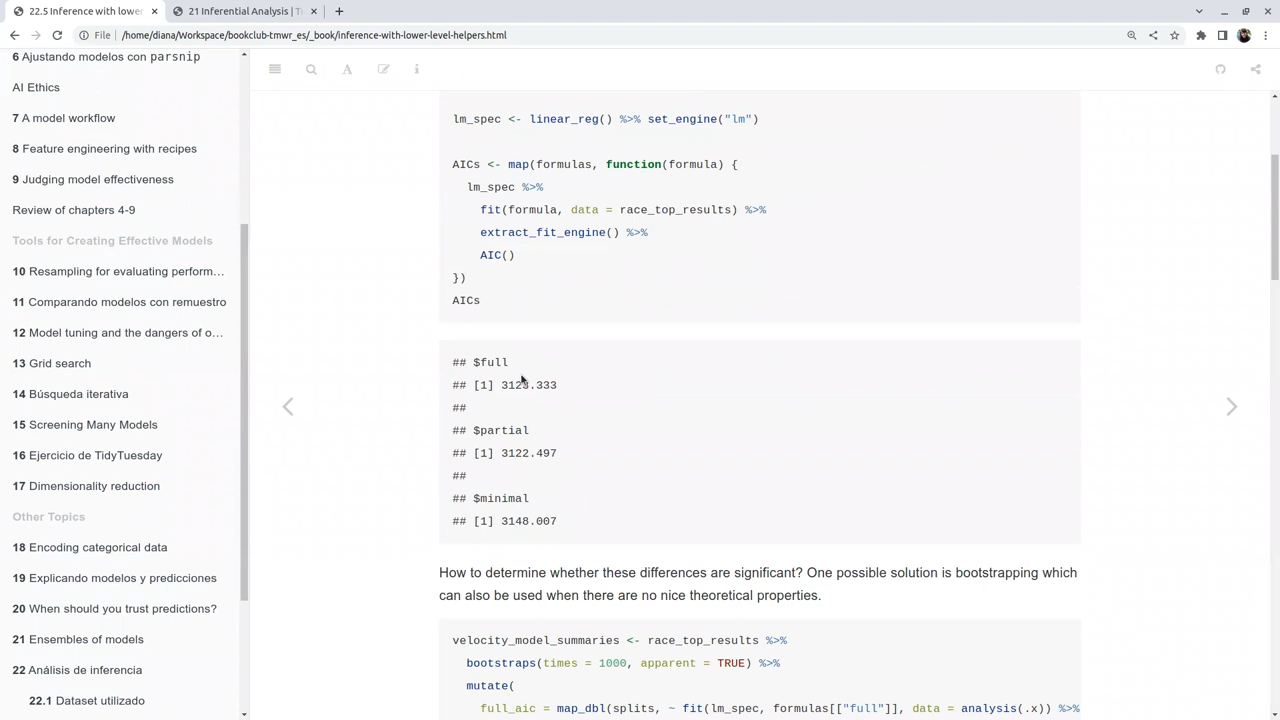 22.5 Inference with lower
21 Inferential Analysis | Ti
File
/home/diana/Workspace/bookclub-tmwr_es/_book/inference-with-lower-level-helpers.html
6 Ajustando modelos con parsnip
AI Ethics
7 A model workflow
8 Feature engineering with recipes
9 Judging model effectiveness
Review of chapters 4-9
Tools for Creating Effective Models
10 Resampling for evaluating perform…
11 Comparando modelos con remuestro
12 Model tuning and the dangers of o…
13 Grid search
14 Búsqueda iterativa
15 Screening Many Models
16 Ejercicio de TidyTuesday
17 Dimensionality reduction
Other Topics
18 Encoding categorical data
19 Explicando modelos y predicciones
20 When should you trust predictions?
21 Ensembles of models
22 Análisis de inferencia
22.1 Dataset utilizado
lm_spec <- linear_reg() %>% set_engine("lm")
AICs <- map(formulas, function(formula) {
lm_spec %>%
fit(formula, data = race_top_results) %>%
extract_fit_engine() %>%
AIC()
})
AICs
## $full
## [1] 3123.333
##
## $partial
## [1] 3122.497
##
## $minimal
## [1] 3148.007
How to determine whether these differences are significant? One possible solution is bootstrapping which
can also be used when there are no nice theoretical properties.
velocity_model_summaries <- race_top_results %>%
bootstraps(times = 1000, apparent = TRUE) %>%
mutate(
full_aic = map_dbl(splits, ~ fit(lm_spec, formulas[["full"]], data = analysis(.x)) %>%